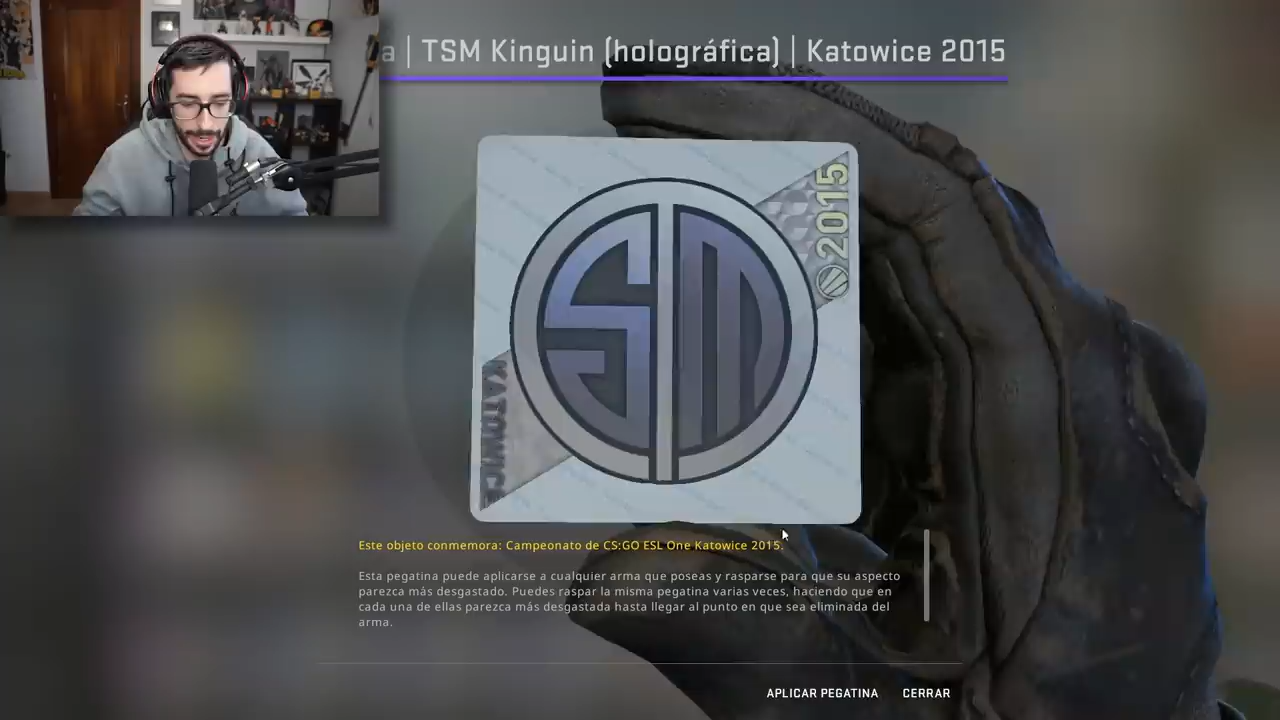 a | TSM Kinguin (holográfica) | Katowice 2015
2015
SM
KATOWICE
Este objeto conmemora: Campeonato de CS:GO ESL One Katowice 2015.
Esta pegatina puede aplicarse a cualquier arma que poseas y rasparse para que su aspecto
parezca más desgastado. Puedes raspar la misma pegatina varias veces, haciendo que en
cada una de ellas parezca más desgastada hasta llegar al punto en que sea eliminada del
arma.
APLICAR PEGATINA
CERRAR